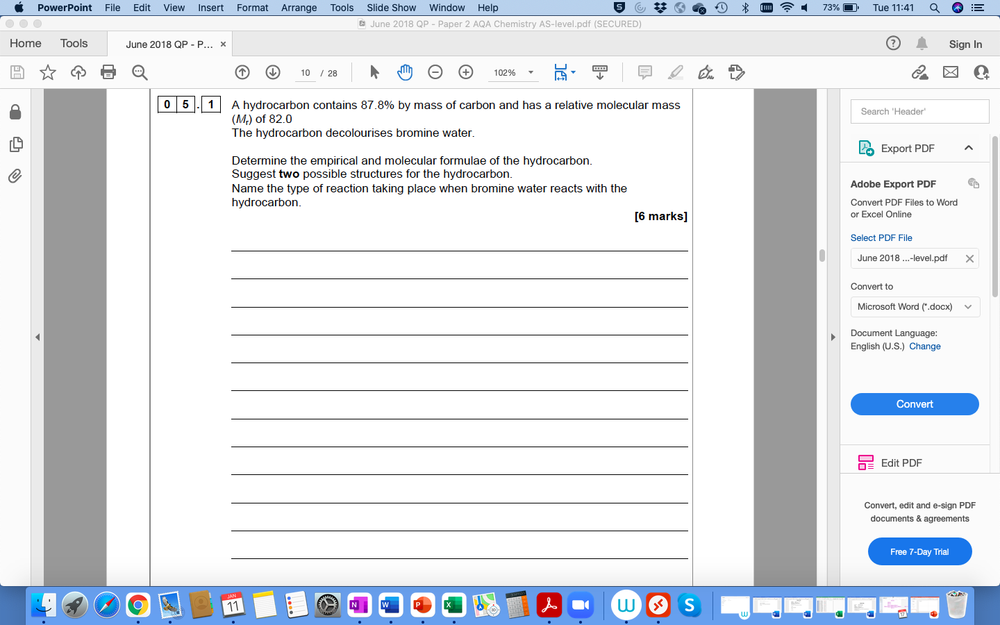 PowerPoint File Edit View Insert Format Arrange Tools Slide Show Window Help 73% Tue 11:41
June 2018 QP - Paper 2 AQA Chemistry AS-level.pdf (SECURED)
Home Tools June 2018 QP - P... × Sign In
10 / 28 102%
0 5 . 1 A hydrocarbon contains 87.8% by mass of carbon and has a relative molecular mass
(Mr) of 82.0
The hydrocarbon decolourises bromine water.
Determine the empirical and molecular formulae of the hydrocarbon.
Suggest two possible structures for the hydrocarbon.
Name the type of reaction taking place when bromine water reacts with the
hydrocarbon.
[6 marks]
Search 'Header'
Export PDF
Adobe Export PDF
Convert PDF Files to Word
or Excel Online
Select PDF File
June 2018 ...-level.pdf
Convert to
Microsoft Word (*.docx)
Document Language:
English (U.S.) Change
Convert
Edit PDF
Convert, edit and e-sign PDF
documents & agreements
Free 7-Day Trial
JAN
11
17